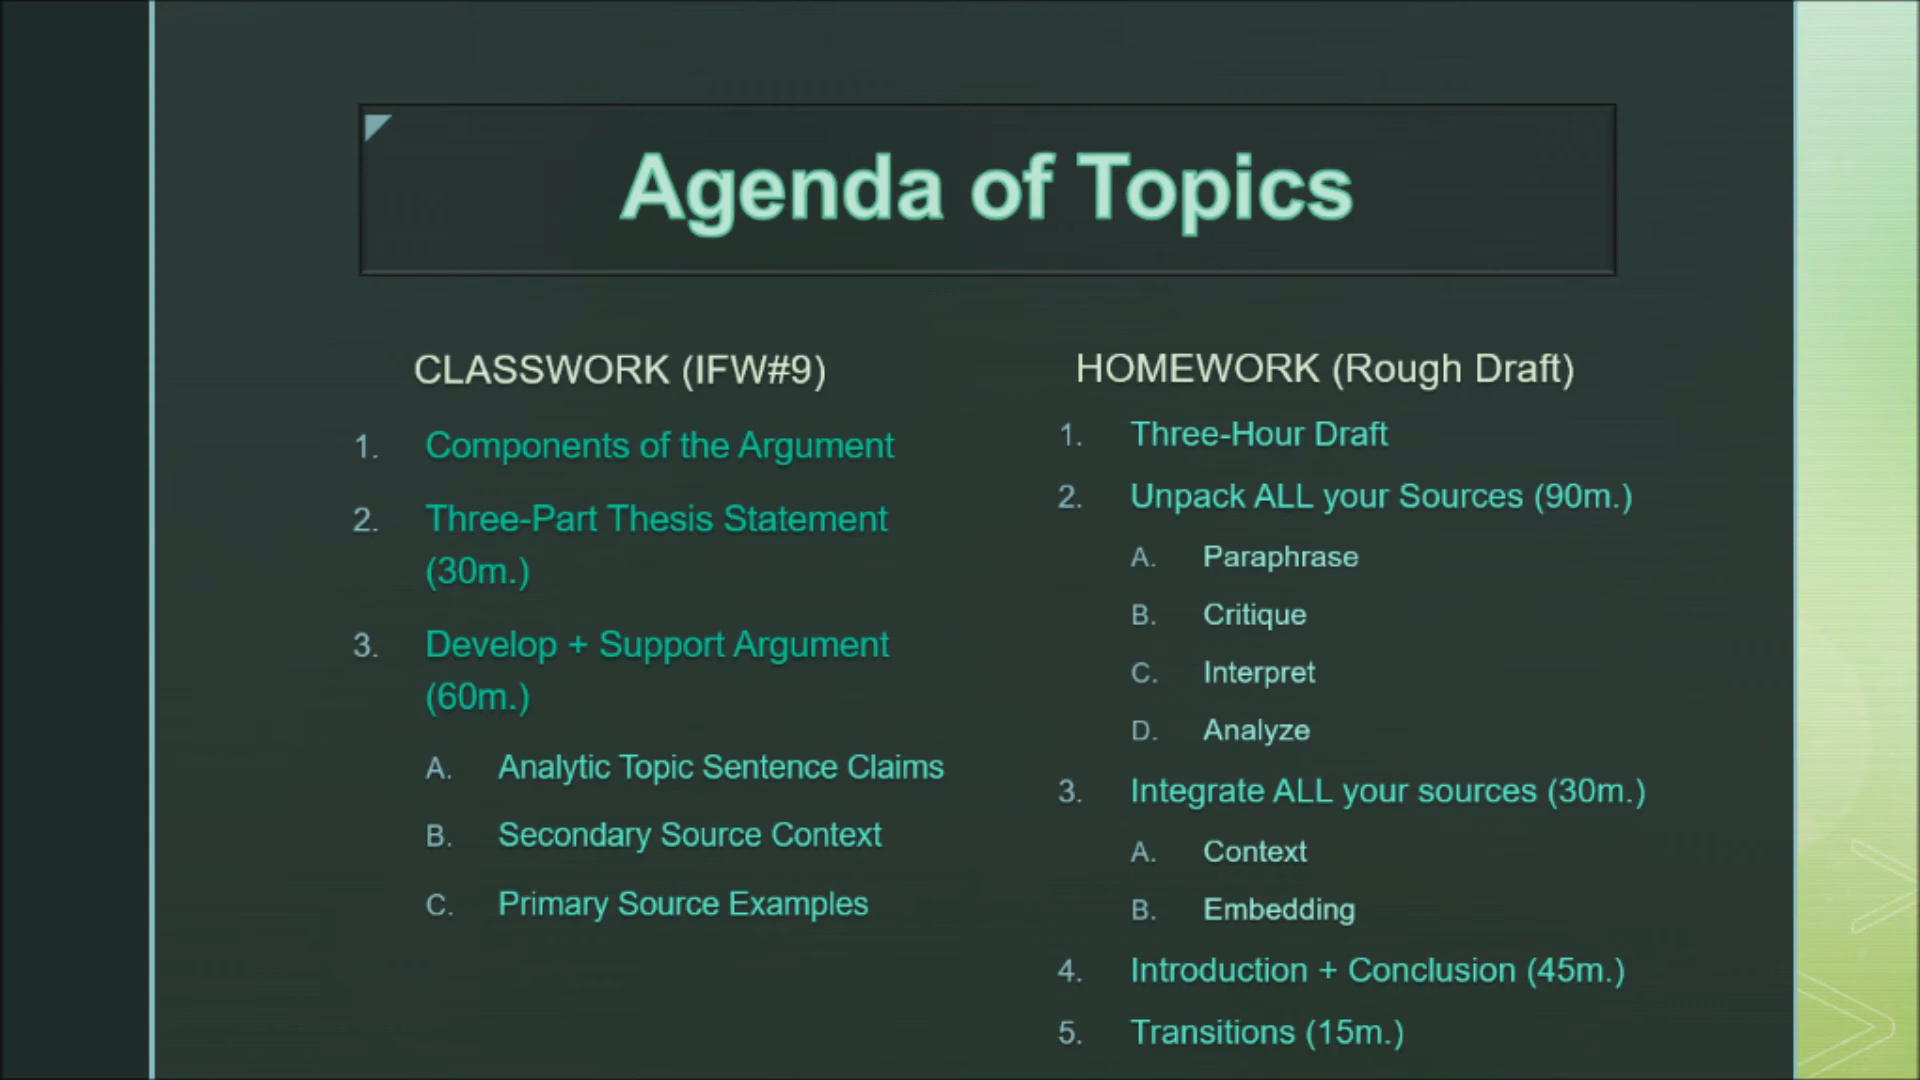 Agenda of Topics
CLASSWORK (IFW#9)
1. Components of the Argument
2. Three-Part Thesis Statement
(30m.)
3. Develop + Support Argument
(60m.)
A. Analytic Topic Sentence Claims
B. Secondary Source Context
C. Primary Source Examples
HOMEWORK (Rough Draft)
1. Three-Hour Draft
2. Unpack ALL your Sources (90m.)
A. Paraphrase
B. Critique
C. Interpret
D. Analyze
3. Integrate ALL your sources (30m.)
A. Context
B. Embedding
4. Introduction + Conclusion (45m.)
5. Transitions (15m.)